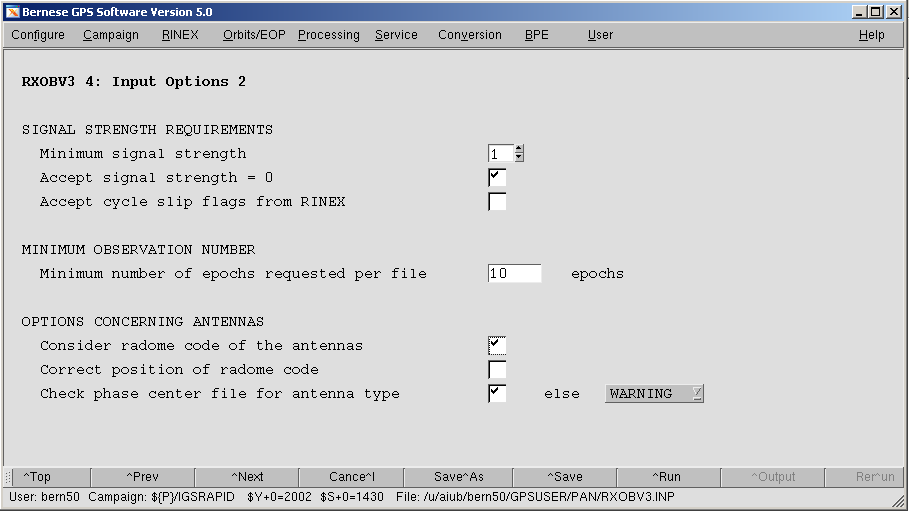 Bernese GPS Software Version 5.0
Configure Campaign RINEX Orbits/EOP Processing Service Conversion BPE User Help
RXOBV3 4: Input Options 2
SIGNAL STRENGTH REQUIREMENTS
Minimum signal strength 1
Accept signal strength = 0
Accept cycle slip flags from RINEX
MINIMUM OBSERVATION NUMBER
Minimum number of epochs requested per file 10 epochs
OPTIONS CONCERNING ANTENNAS
Consider radome code of the antennas
Correct position of radome code
Check phase center file for antenna type else WARNING
^Top ^Prev ^Next Cance^l Save^As ^Save ^Run ^Output Rer^un
User: bern50 Campaign: ${P}/IGSRAPID $Y+0=2002 $S+0=1430 File: /u/aiub/bern50/GPSUSER/PAN/RXOBV3.INP